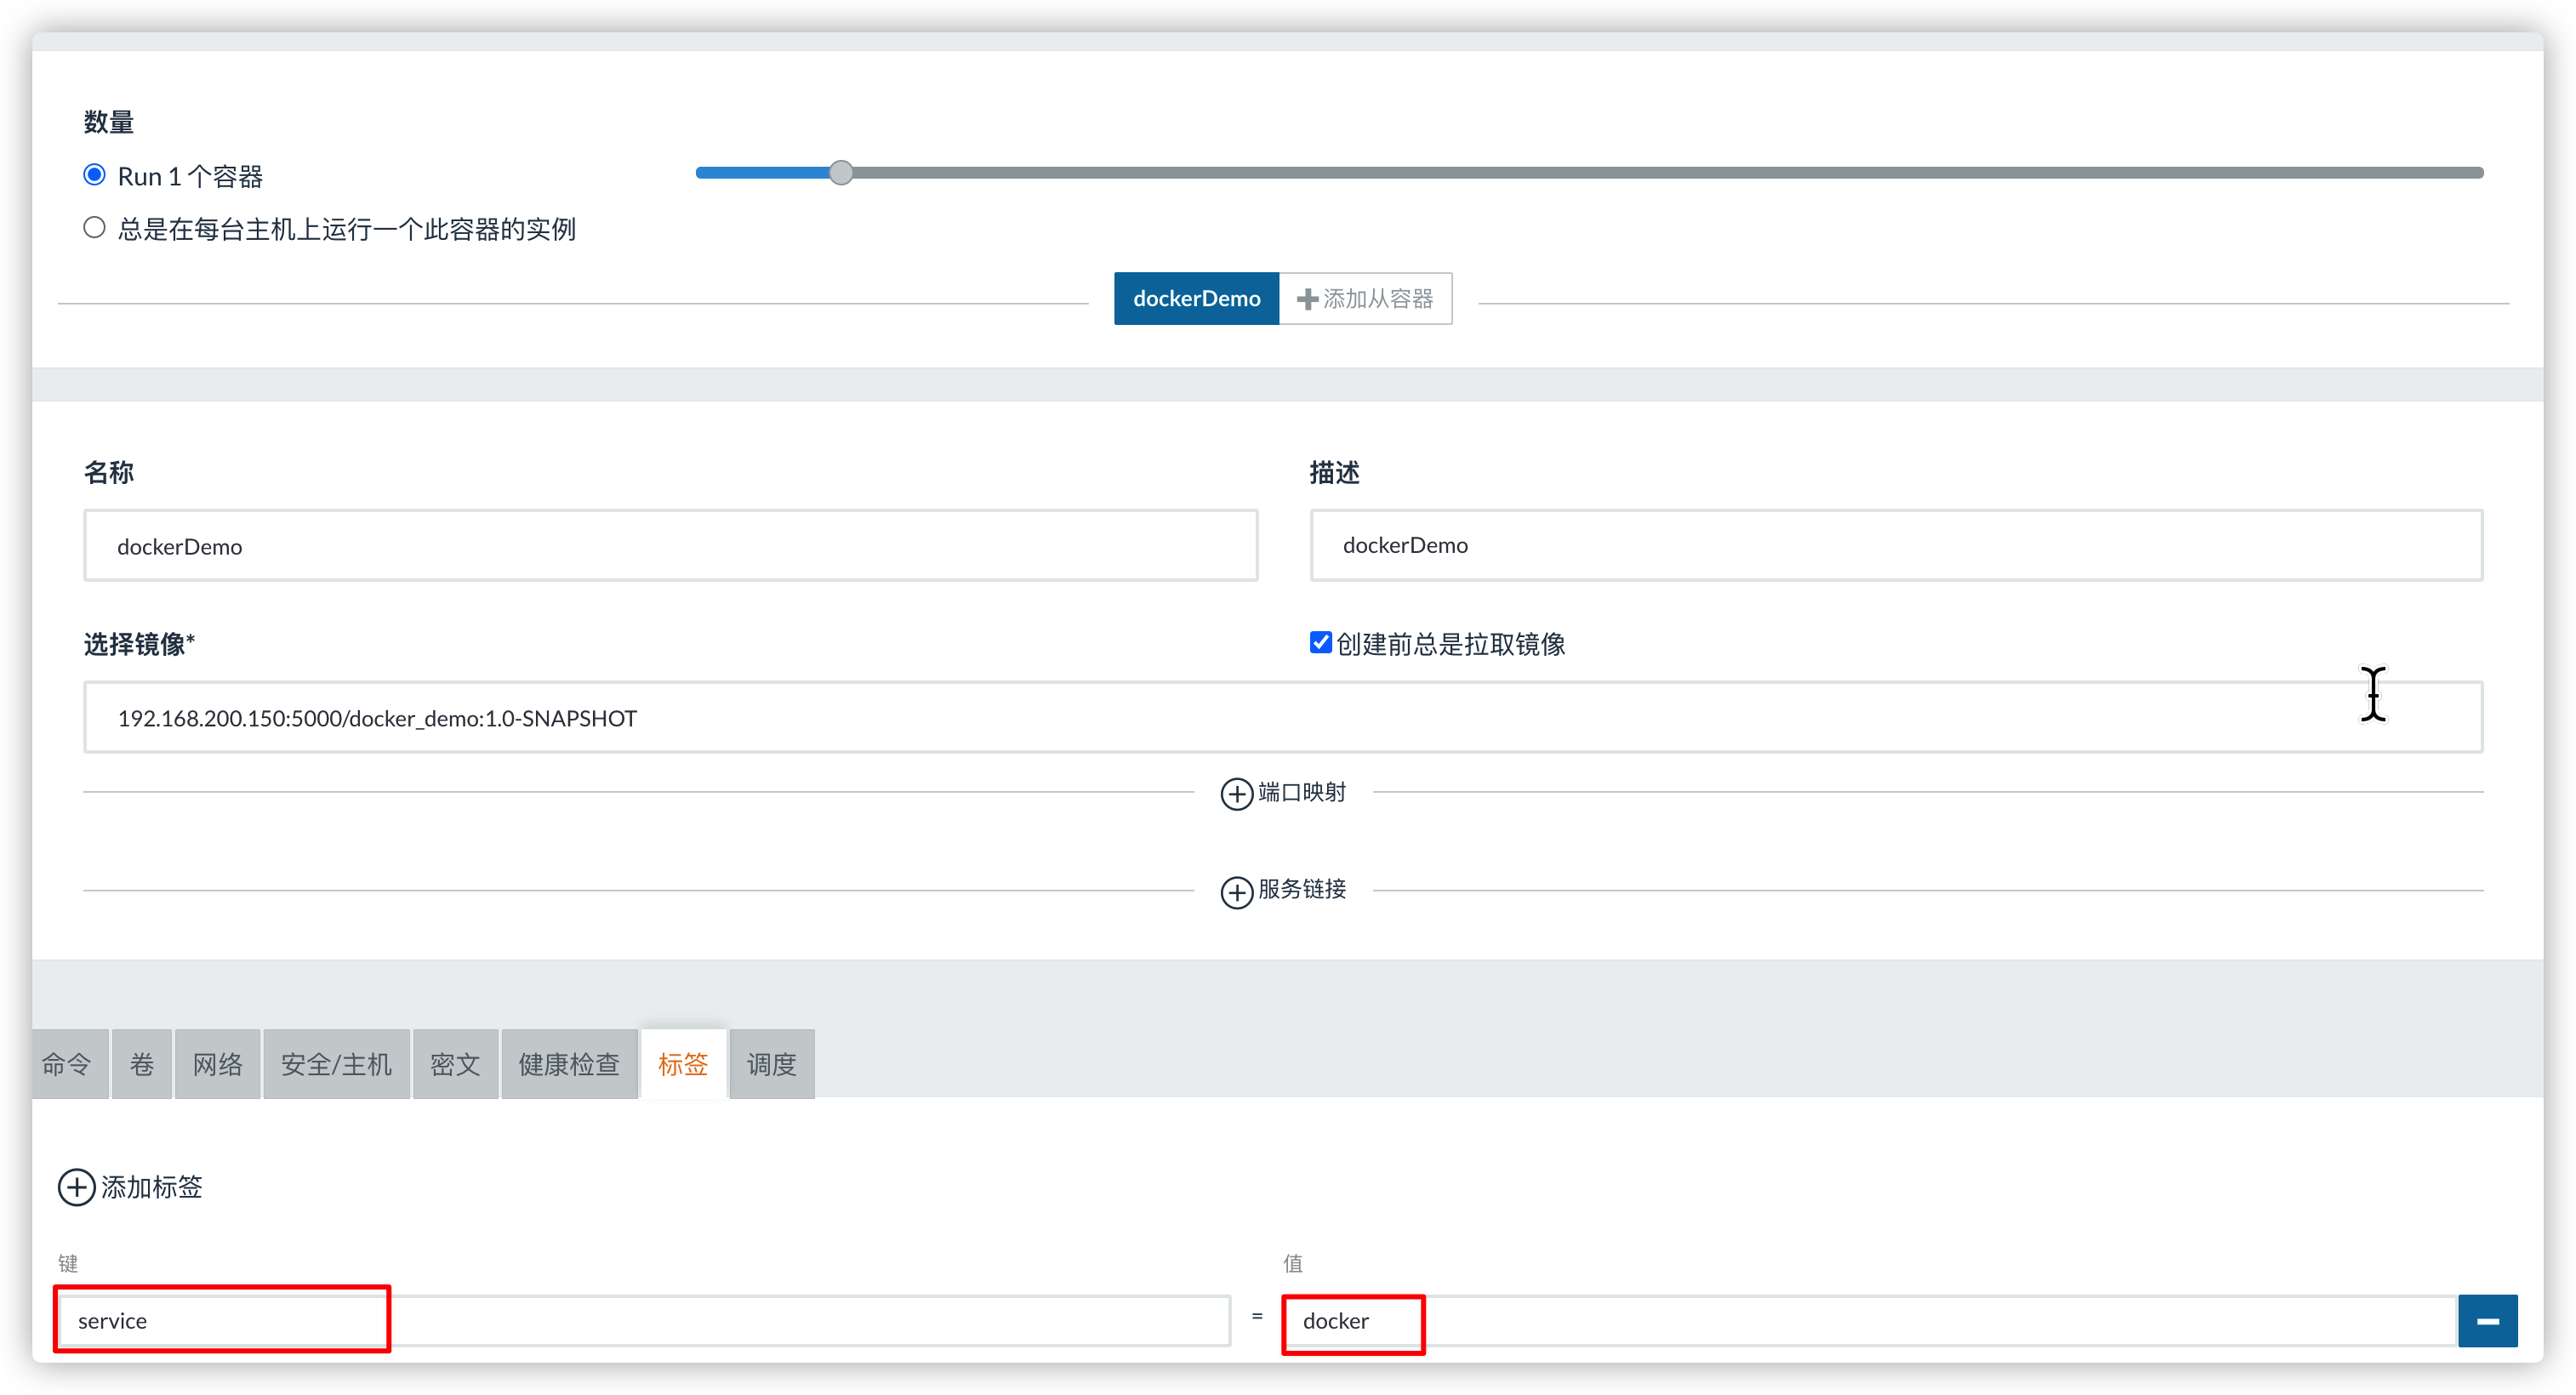 数量
Run 1 个容器
总是在每台主机上运行一个此容器的实例
dockerDemo 添加从容器
名称 描述
dockerDemo dockerDemo
选择镜像* 创建前总是拉取镜像
192.168.200.150:5000/docker_demo:1.0-SNAPSHOT
端口映射
服务链接
命令 卷 网络 安全/主机 密文 健康检查 标签 调度
添加标签
键 值
service = docker